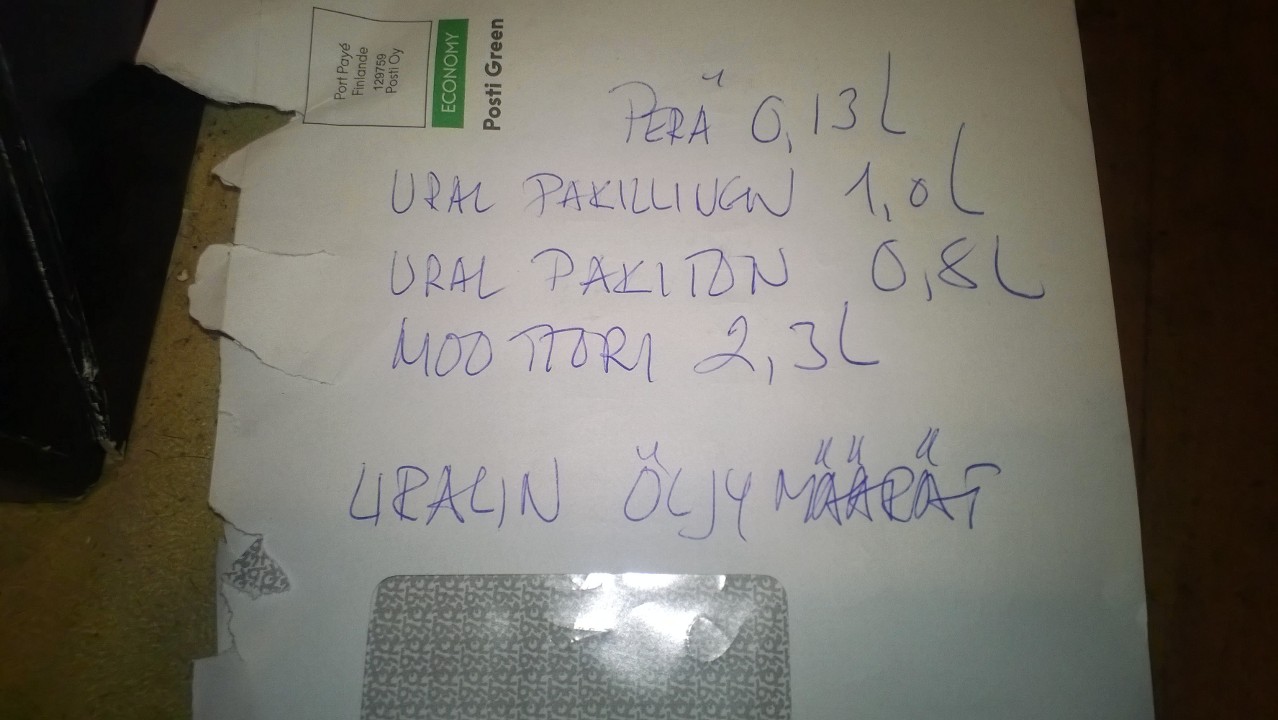 Port Payé
Finlande
129759
Posti Oy
ECONOMY
Posti Green
PERÄ 0,13L
URAL PAKILLINEN 1,0L
URAL PAKITON 0,8L
MOOTTORI 2,3L
URALIN ÖLJYMÄÄRÄT